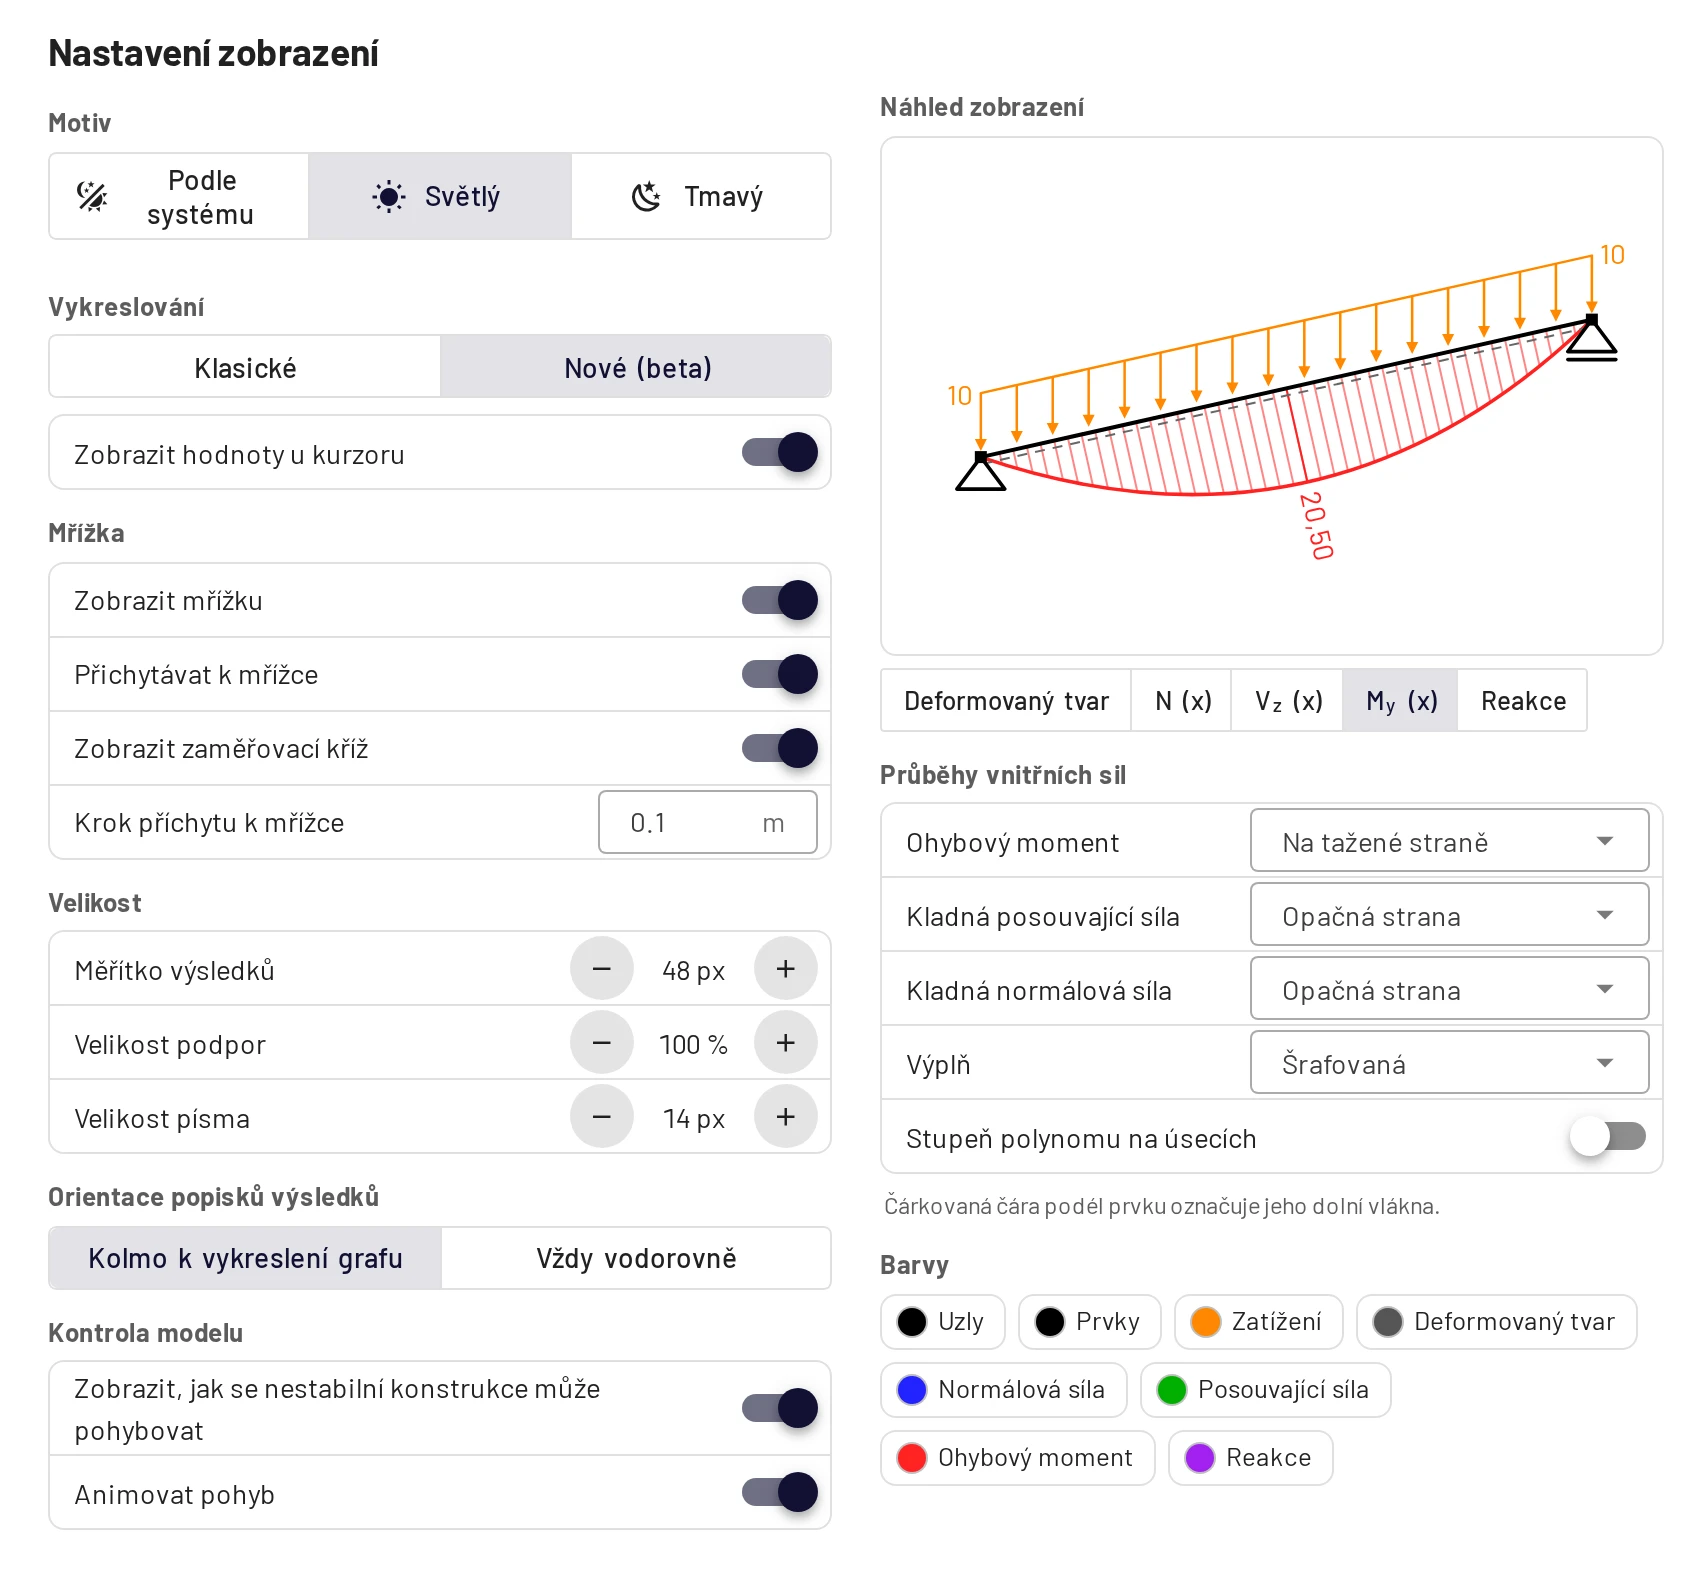 Nastavení zobrazení
Motiv
Podle
systému
Světlý
Tmavý
Vykreslování
Klasické
Nové (beta)
Zobrazit hodnoty u kurzoru
Mřížka
Zobrazit mřížku
Přichytávat k mřížce
Zobrazit zaměřovací kříž
Krok příchytu k mřížce
0.1 m
Velikost
Měřítko výsledků
− 48 px +
Velikost podpor
− 100 % +
Velikost písma
− 14 px +
Orientace popisků výsledků
Kolmo k vykreslení grafu
Vždy vodorovně
Kontrola modelu
Zobrazit, jak se nestabilní konstrukce může
pohybovat
Animovat pohyb
Náhled zobrazení
10
10
20,50
Deformovaný tvar
N (x)
Vz (x)
My (x)
Reakce
Průběhy vnitřních sil
Ohybový moment
Na tažené straně
Kladná posouvající síla
Opačná strana
Kladná normálová síla
Opačná strana
Výplň
Šrafovaná
Stupeň polynomu na úsecích
Čárkovaná čára podél prvku označuje jeho dolní vlákna.
Barvy
Uzly
Prvky
Zatížení
Deformovaný tvar
Normálová síla
Posouvající síla
Ohybový moment
Reakce